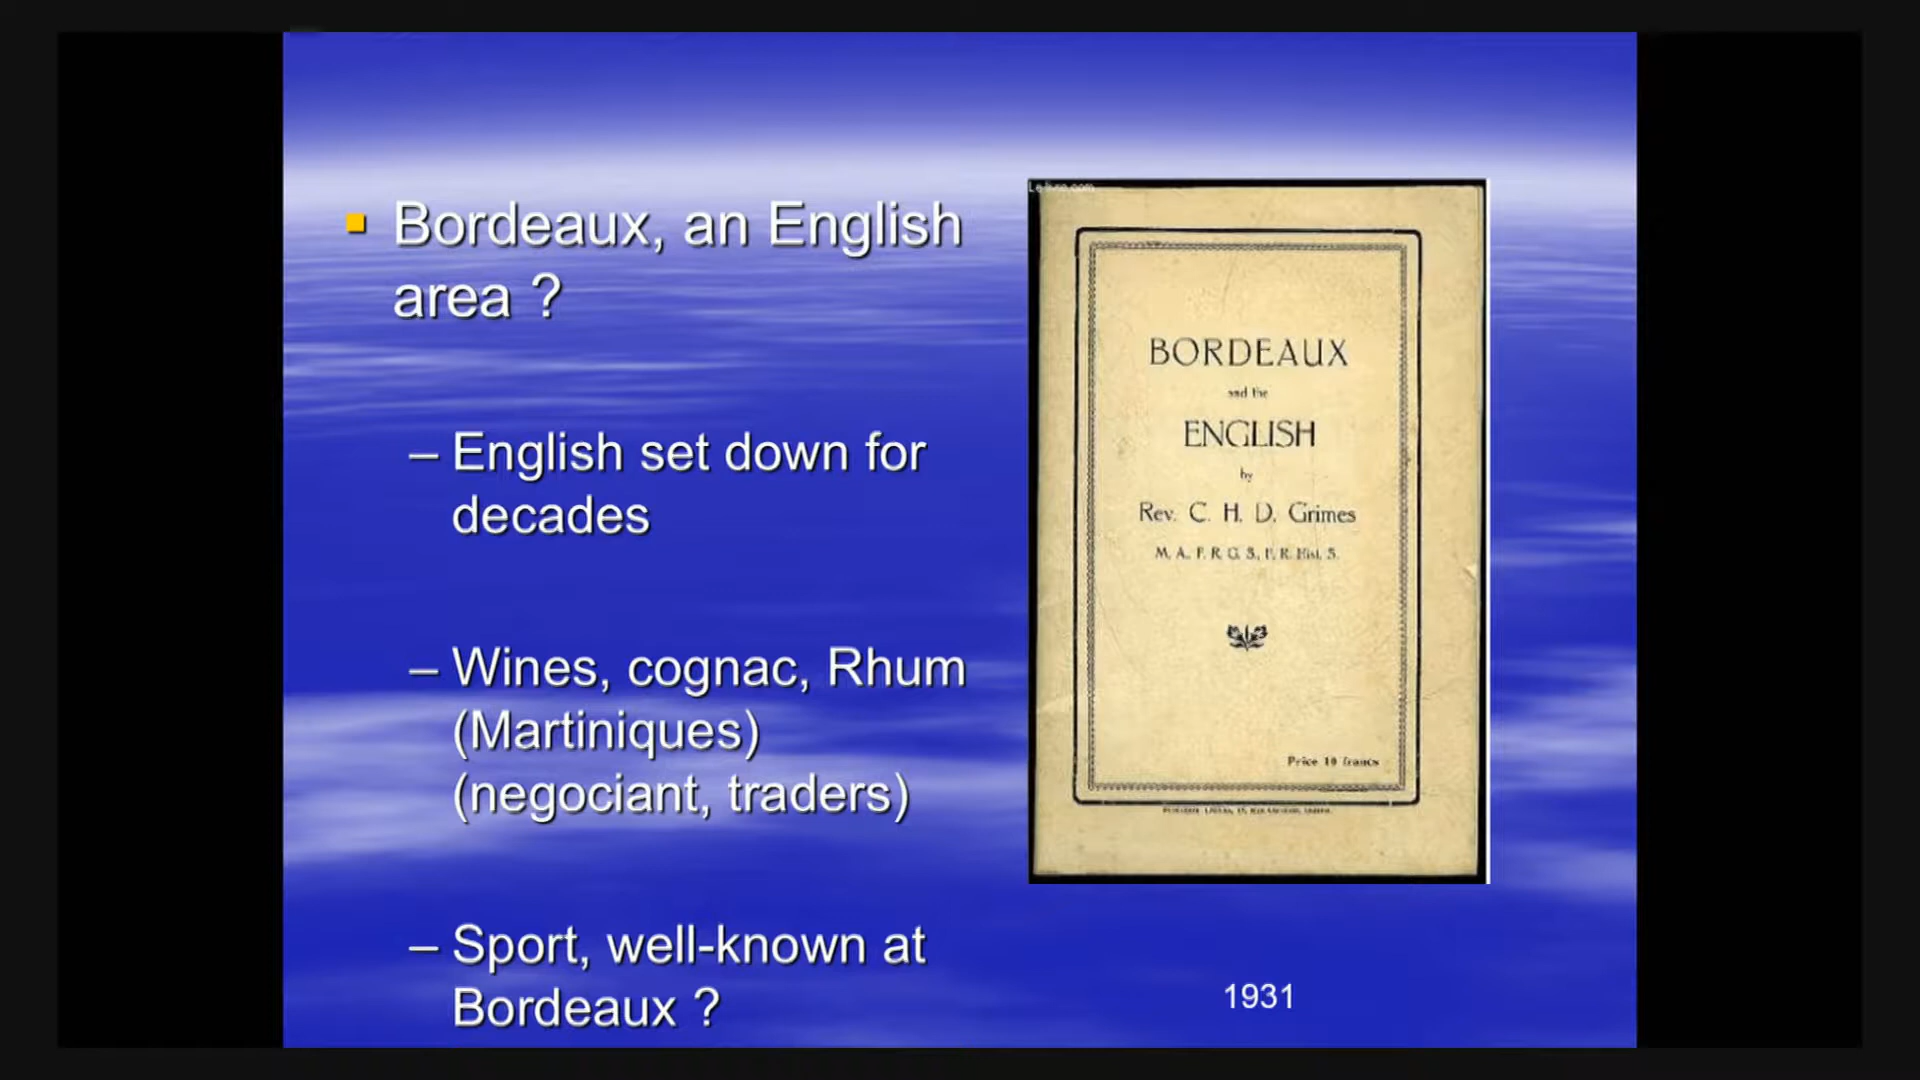 Bordeaux, an English
area ?
– English set down for
decades
– Wines, cognac, Rhum
(Martiniques)
(negociant, traders)
– Sport, well-known at
Bordeaux ?
BORDEAUX
and the
ENGLISH
by
Rev. C. H. D. Grimes
M. A., F. R. G. S., F. R. Hist. S.
Price 10 francs
1931